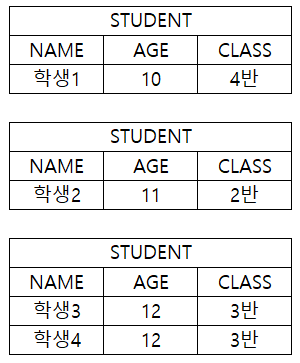 STUDENT
NAME AGE CLASS
학생1 10 4반
STUDENT
NAME AGE CLASS
학생2 11 2반
STUDENT
NAME AGE CLASS
학생3 12 3반
학생4 12 3반